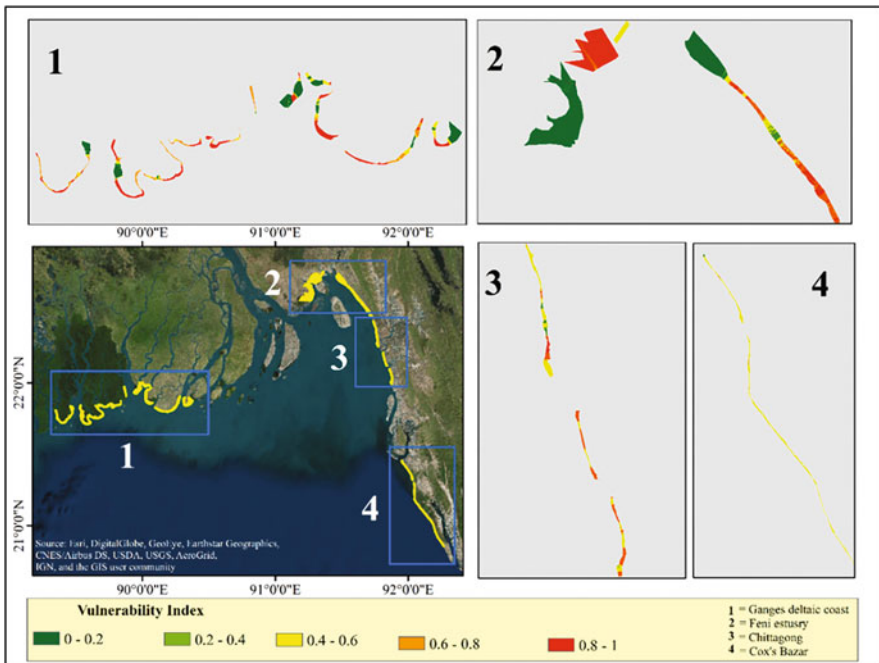 1
2
90°0'0"E 91°0'0"E 92°0'0"E
22°0'0"N
21°0'0"N
2
3
1
4
Source: Esri, DigitalGlobe, GeoEye, Earthstar Geographics,
CNES/Airbus DS, USDA, USGS, AeroGrid,
IGN, and the GIS user community
90°0'0"E 91°0'0"E 92°0'0"E
3
4
Vulnerability Index
0 - 0.2 0.2 - 0.4 0.4 - 0.6 0.6 - 0.8 0.8 - 1
1 = Ganges deltaic coast
2 = Feni estusry
3 = Chittagong
4 = Cox's Bazar